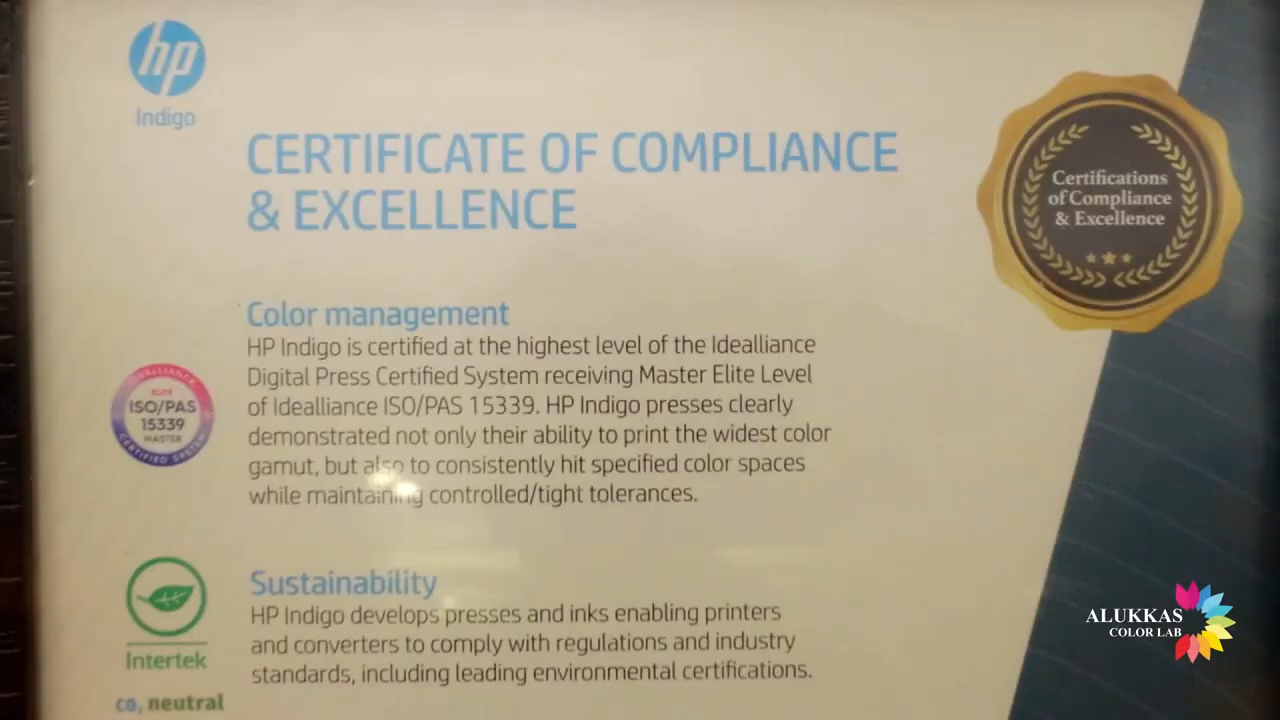 hp
Indigo
CERTIFICATE OF COMPLIANCE
& EXCELLENCE
Certifications
of Compliance
& Excellence
Color management
HP Indigo is certified at the highest level of the Idealliance
Digital Press Certified System receiving Master Elite Level
of Idealliance ISO/PAS 15339. HP Indigo presses clearly
demonstrated not only their ability to print the widest color
gamut, but also to consistently hit specified color spaces
while maintaining controlled/tight tolerances.
IDEALLIANCE
ELITE
ISO/PAS
15339
MASTER
CERTIFIED SYSTEM
Sustainability
HP Indigo develops presses and inks enabling printers
and converters to comply with regulations and industry
standards, including leading environmental certifications.
Intertek
co₂ neutral
ALUKKAS
COLOR LAB